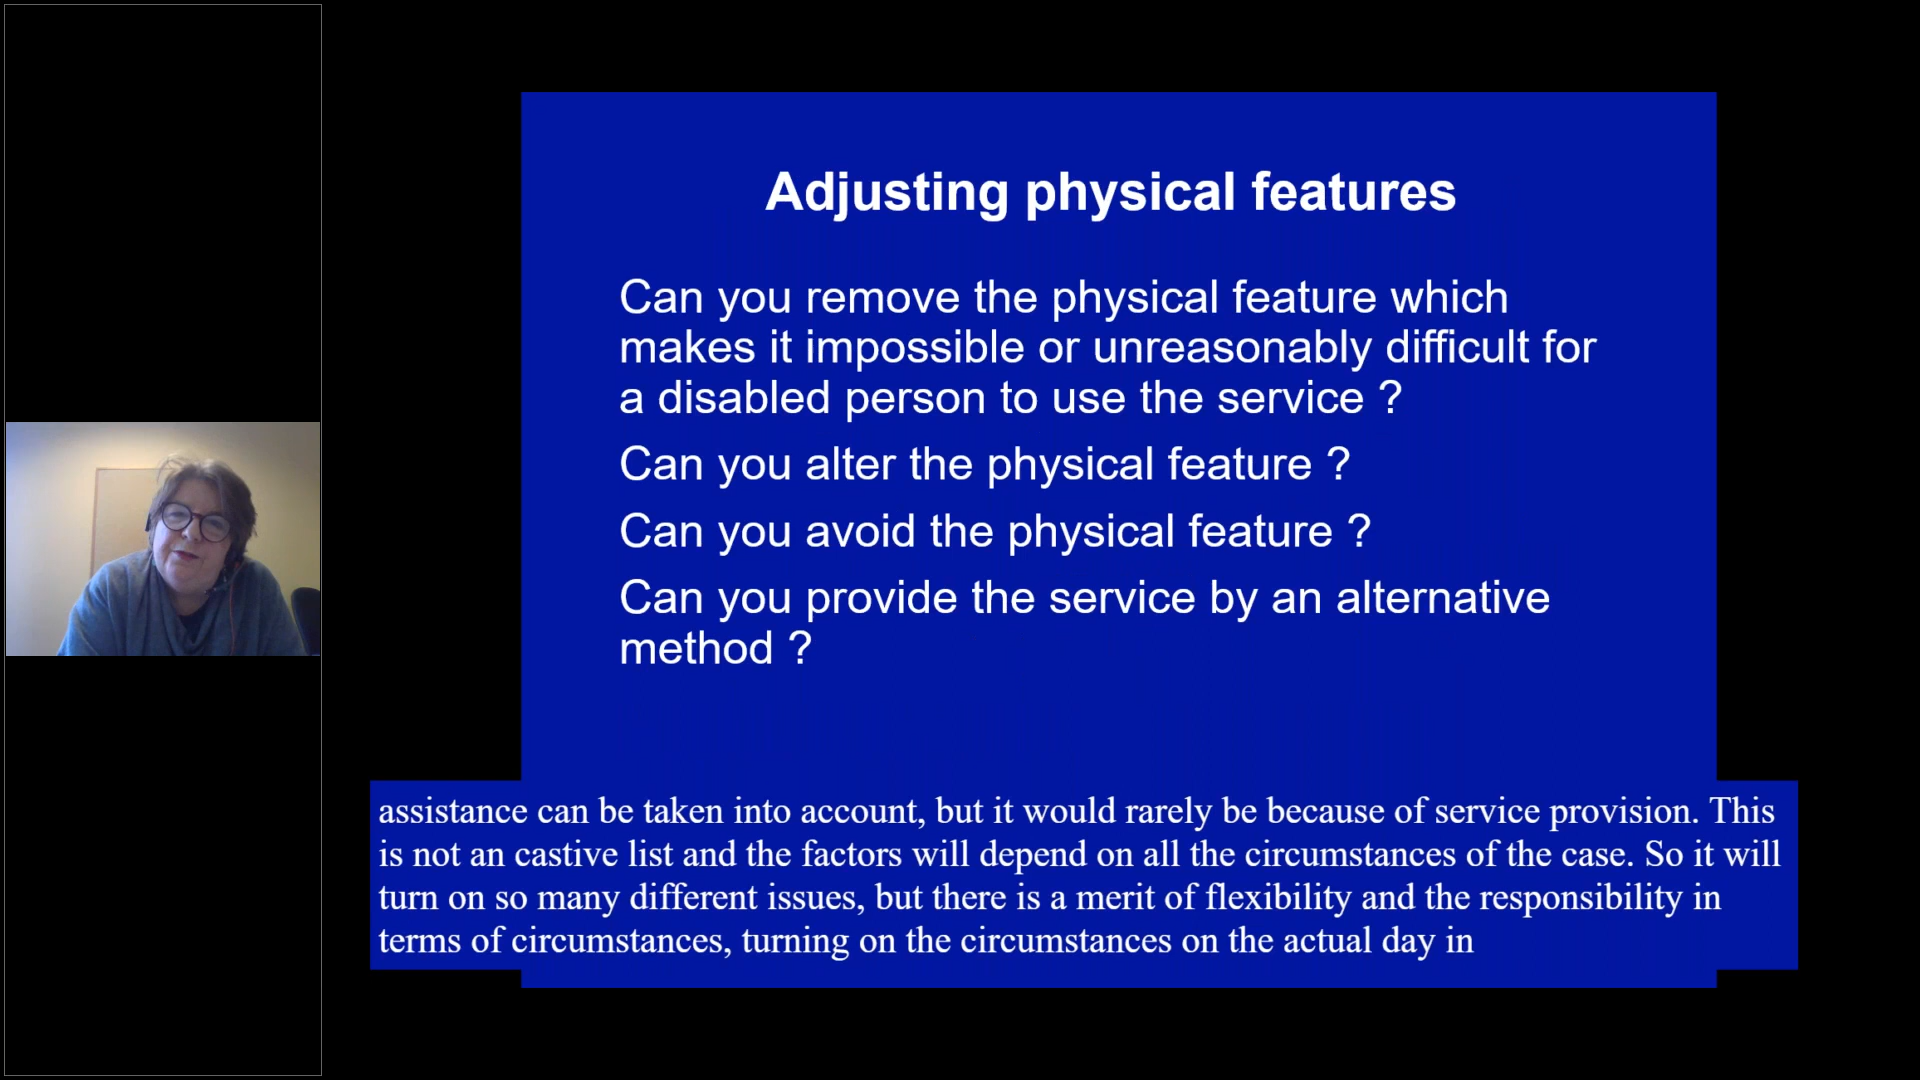 Adjusting physical features
Can you remove the physical feature which
makes it impossible or unreasonably difficult for
a disabled person to use the service ?
Can you alter the physical feature ?
Can you avoid the physical feature ?
Can you provide the service by an alternative
method ?
assistance can be taken into account, but it would rarely be because of service provision. This
is not an castive list and the factors will depend on all the circumstances of the case. So it will
turn on so many different issues, but there is a merit of flexibility and the responsibility in
terms of circumstances, turning on the circumstances on the actual day in